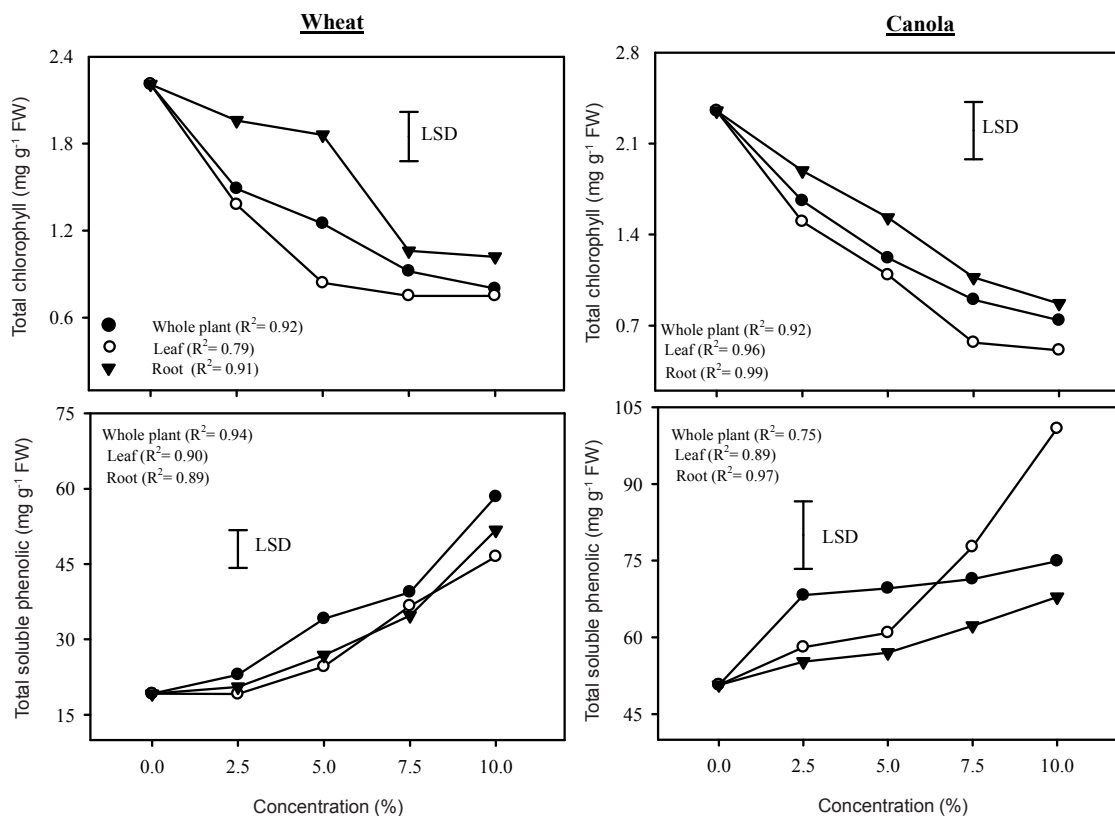 Wheat
Canola
Total chlorophyll (mg g-1 FW)
2.4
1.8
1.2
0.6
LSD
Whole plant (R2= 0.92)
Leaf (R2= 0.79)
Root (R2= 0.91)
Total chlorophyll (mg g-1 FW)
2.8
2.1
1.4
0.7
LSD
Whole plant (R2= 0.92)
Leaf (R2= 0.96)
Root (R2= 0.99)
Total soluble phenolic (mg g-1 FW)
75
60
45
30
15
Whole plant (R2= 0.94)
Leaf (R2= 0.90)
Root (R2= 0.89)
LSD
0.0 2.5 5.0 7.5 10.0
Concentration (%)
Total soluble phenolic (mg g-1 FW)
105
90
75
60
45
Whole plant (R2= 0.75)
Leaf (R2= 0.89)
Root (R2= 0.97)
LSD
0.0 2.5 5.0 7.5 10.0
Concentration (%)